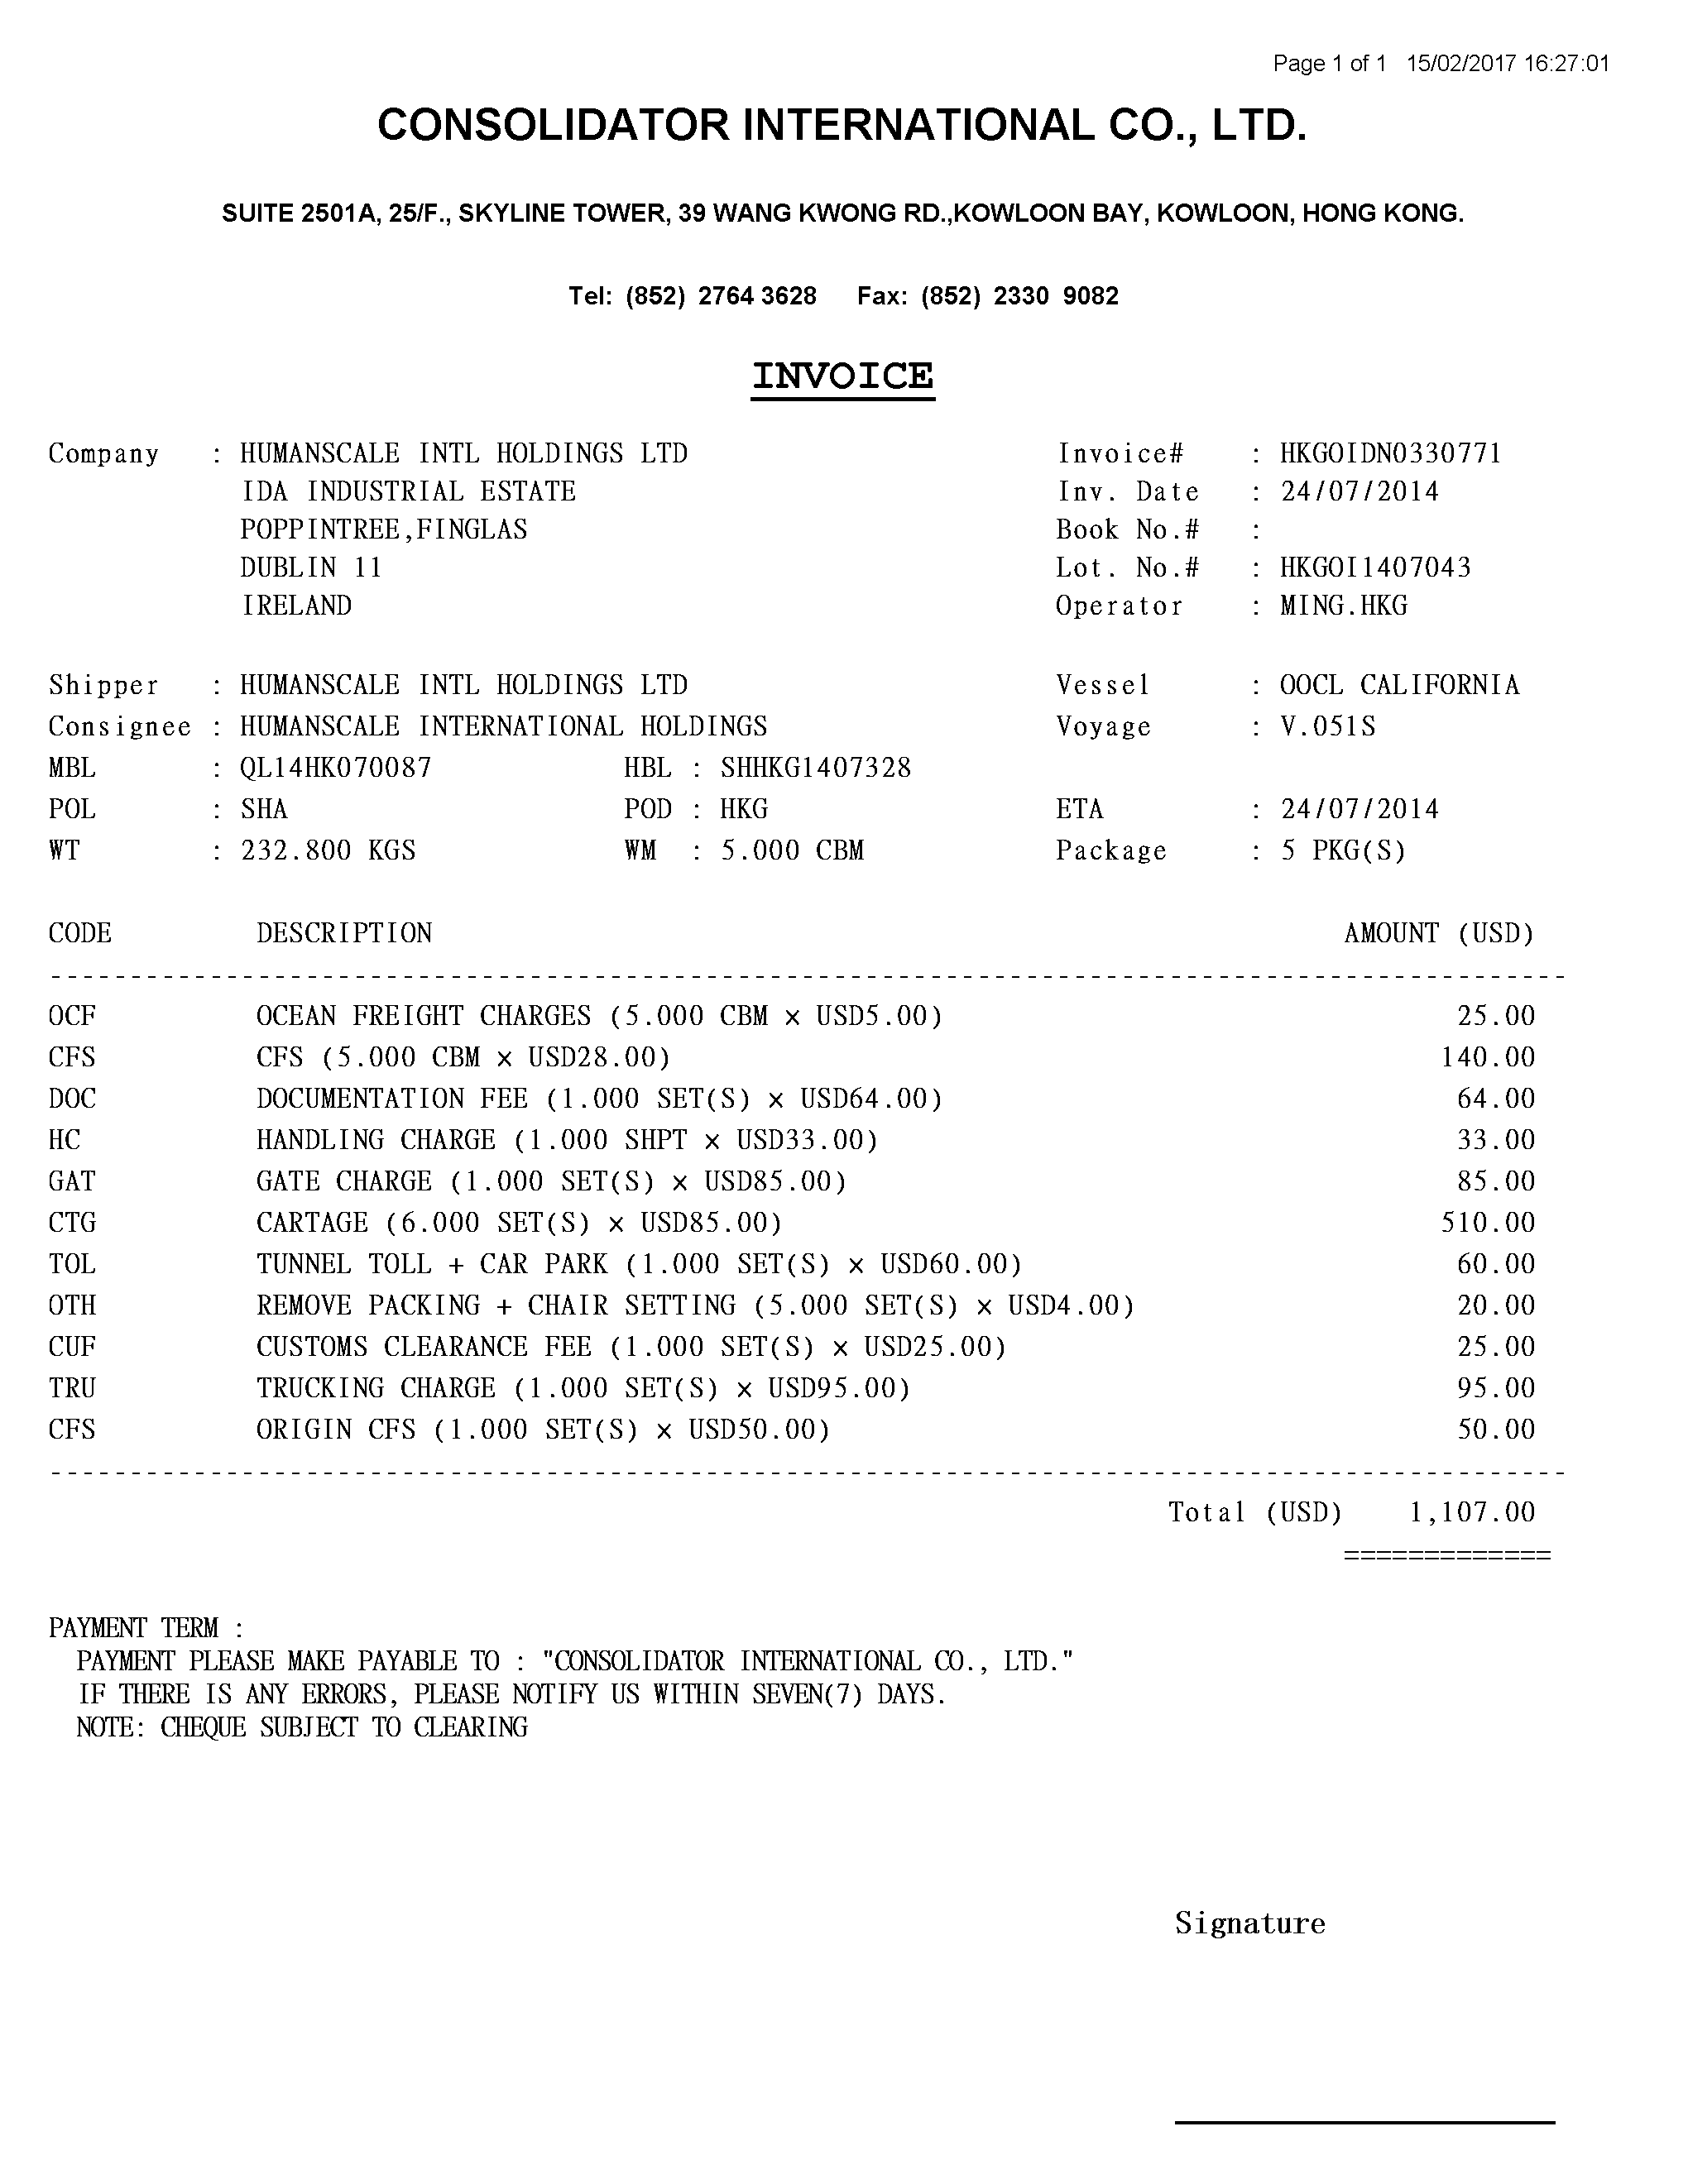 Page 1 of 1 15/02/2017 16:27:01
CONSOLIDATOR INTERNATIONAL CO., LTD.
SUITE 2501A, 25/F., SKYLINE TOWER, 39 WANG KWONG RD.,KOWLOON BAY, KOWLOON, HONG KONG.
Tel: (852) 2764 3628 Fax: (852) 2330 9082
INVOICE
Company : HUMANSCALE INTL HOLDINGS LTD Invoice# : HKGOIDN0330771
IDA INDUSTRIAL ESTATE Inv. Date : 24/07/2014
POPPINTREE,FINGLAS Book No.# :
DUBLIN 11 Lot. No.# : HKGOI1407043
IRELAND Operator : MING.HKG
Shipper : HUMANSCALE INTL HOLDINGS LTD Vessel : OOCL CALIFORNIA
Consignee : HUMANSCALE INTERNATIONAL HOLDINGS Voyage : V.051S
MBL : QL14HK070087 HBL : SHHKG1407328
POL : SHA POD : HKG ETA : 24/07/2014
WT : 232.800 KGS WM : 5.000 CBM Package : 5 PKG(S)
CODE DESCRIPTION AMOUNT (USD)
OCF OCEAN FREIGHT CHARGES (5.000 CBM × USD5.00) 25.00
CFS CFS (5.000 CBM × USD28.00) 140.00
DOC DOCUMENTATION FEE (1.000 SET(S) × USD64.00) 64.00
HC HANDLING CHARGE (1.000 SHPT × USD33.00) 33.00
GAT GATE CHARGE (1.000 SET(S) × USD85.00) 85.00
CTG CARTAGE (6.000 SET(S) × USD85.00) 510.00
TOL TUNNEL TOLL + CAR PARK (1.000 SET(S) × USD60.00) 60.00
OTH REMOVE PACKING + CHAIR SETTING (5.000 SET(S) × USD4.00) 20.00
CUF CUSTOMS CLEARANCE FEE (1.000 SET(S) × USD25.00) 25.00
TRU TRUCKING CHARGE (1.000 SET(S) × USD95.00) 95.00
CFS ORIGIN CFS (1.000 SET(S) × USD50.00) 50.00
Total (USD) 1,107.00
=============
PAYMENT TERM :
PAYMENT PLEASE MAKE PAYABLE TO : "CONSOLIDATOR INTERNATIONAL CO., LTD."
IF THERE IS ANY ERRORS, PLEASE NOTIFY US WITHIN SEVEN(7) DAYS.
NOTE: CHEQUE SUBJECT TO CLEARING
Signature